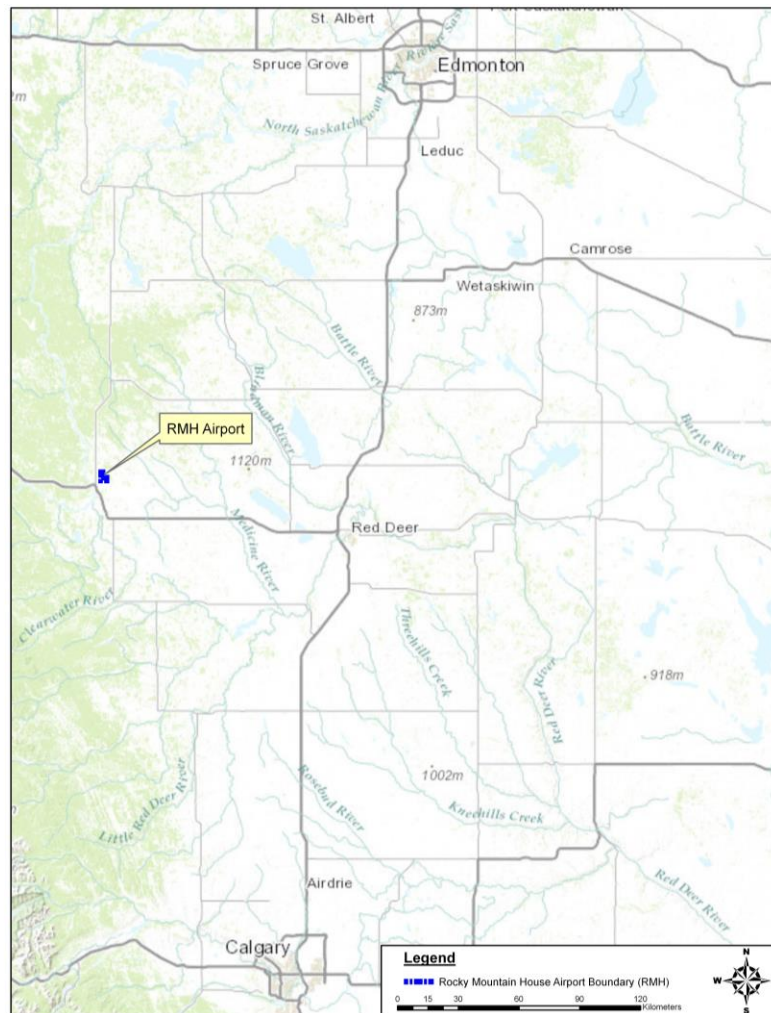 St. Albert
Spruce Grove
Edmonton
North Saskatchewan River
Leduc
Camrose
Wetaskiwin
873m
Battle River
Blindman River
RMH Airport
Battle River
1120m
Red Deer
Medicine River
Clearwater River
Threehills Creek
Red Deer River
918m
1002m
Little Red Deer River
Rosebud River
Kneehills Creek
Airdrie
Red Deer River
Calgary
Legend
Rocky Mountain House Airport Boundary (RMH)
0 15 30 60 90 120
Kilometers
N
W E
S